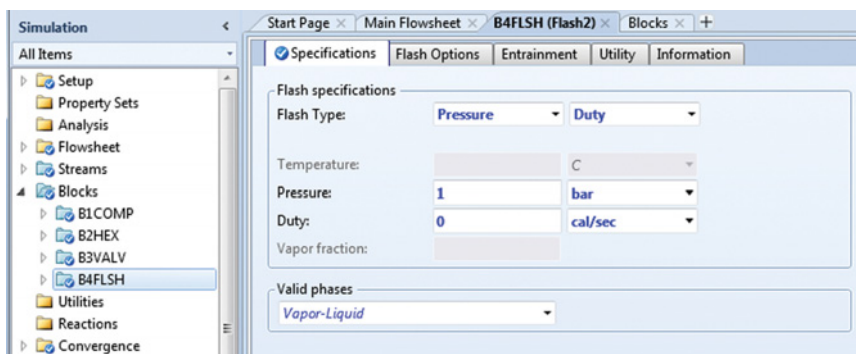 Simulation
All Items
Setup
Property Sets
Analysis
Flowsheet
Streams
Blocks
B1COMP
B2HEX
B3VALV
B4FLSH
Utilities
Reactions
Convergence
Start Page Main Flowsheet B4FLSH (Flash2) Blocks +
Specifications Flash Options Entrainment Utility Information
Flash specifications
Flash Type: Pressure Duty
Temperature: C
Pressure: 1 bar
Duty: 0 cal/sec
Vapor fraction:
Valid phases
Vapor-Liquid